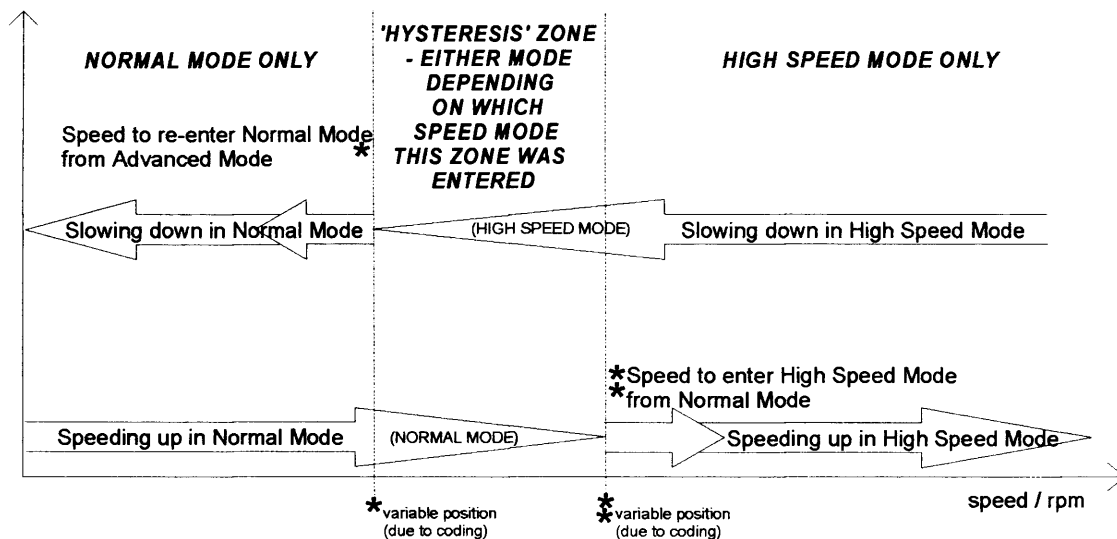 NORMAL MODE ONLY
'HYSTERESIS' ZONE
- EITHER MODE
DEPENDING
ON WHICH
SPEED MODE
THIS ZONE WAS
ENTERED
HIGH SPEED MODE ONLY
Speed to re-enter Normal Mode
from Advanced Mode *
Slowing down in Normal Mode
(HIGH SPEED MODE)
Slowing down in High Speed Mode
* Speed to enter High Speed Mode
* from Normal Mode
Speeding up in Normal Mode
(NORMAL MODE)
Speeding up in High Speed Mode
speed / rpm
* variable position
(due to coding)
*
* variable position
(due to coding)